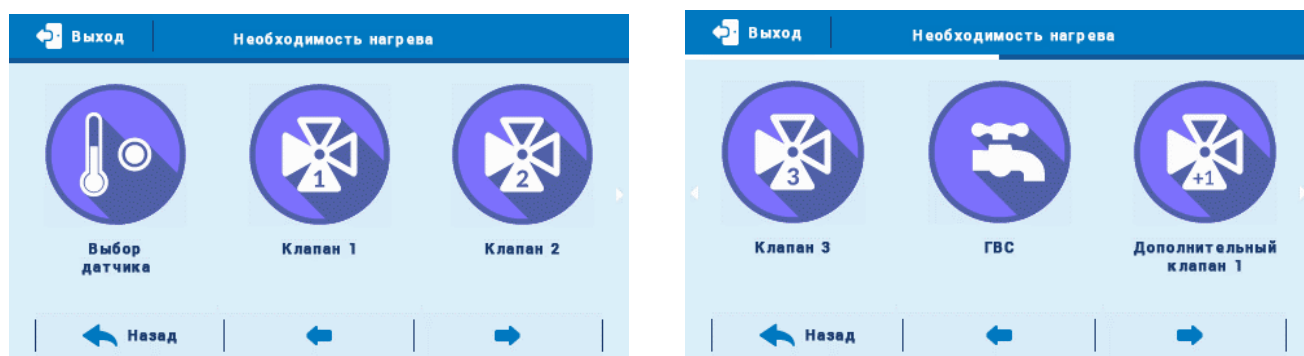 Выход
Необходимость нагрева
1
2
Выбор
датчика
Клапан 1
Клапан 2
Назад
Выход
Необходимость нагрева
3
+1
Клапан 3
ГВС
Дополнительный
клапан 1
Назад